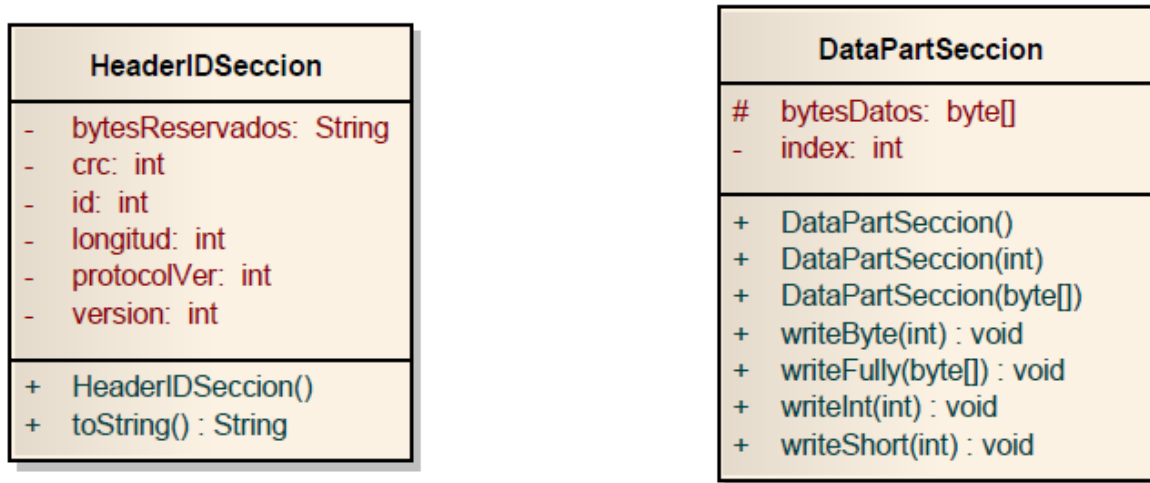 HeaderIDSeccion
- bytesReservados: String
- crc: int
- id: int
- longitud: int
- protocolVer: int
- version: int
+ HeaderIDSeccion()
+ toString() : String
DataPartSeccion
# bytesDatos: byte[]
- index: int
+ DataPartSeccion()
+ DataPartSeccion(int)
+ DataPartSeccion(byte[])
+ writeByte(int) : void
+ writeFully(byte[]) : void
+ writeInt(int) : void
+ writeShort(int) : void